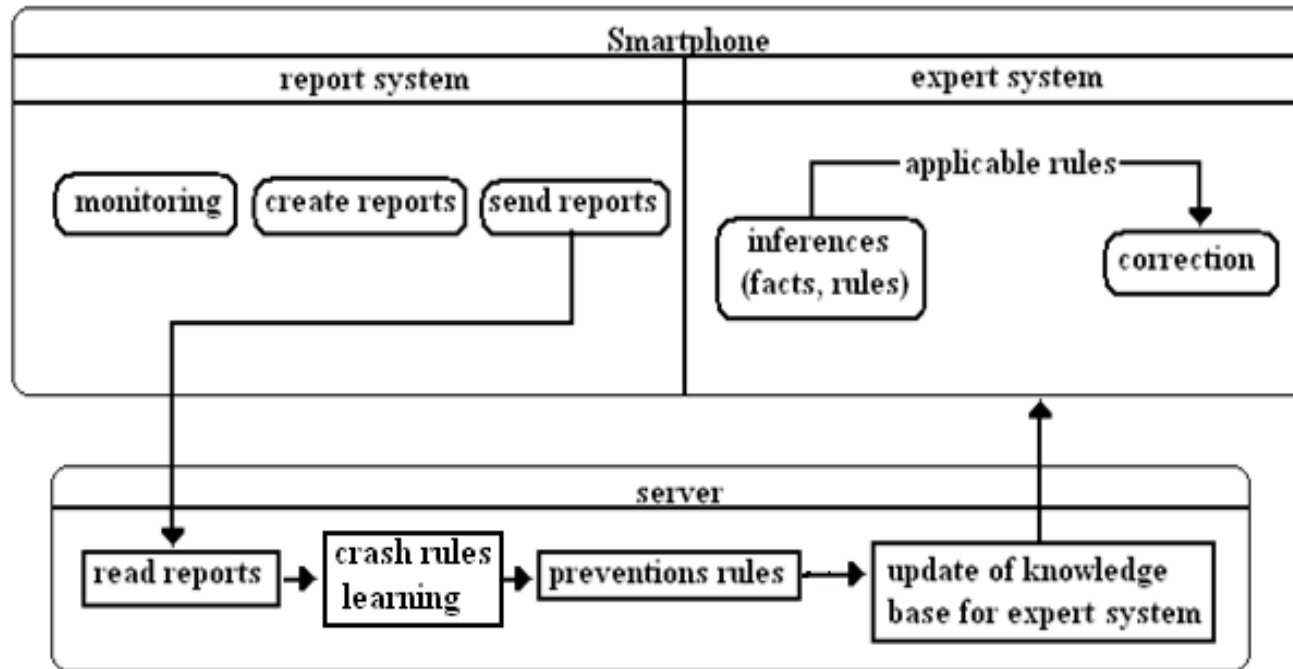 Smartphone
report system
expert system
monitoring
create reports
send reports
applicable rules
inferences
(facts, rules)
correction
server
read reports
crash rules
learning
preventions rules
update of knowledge
base for expert system